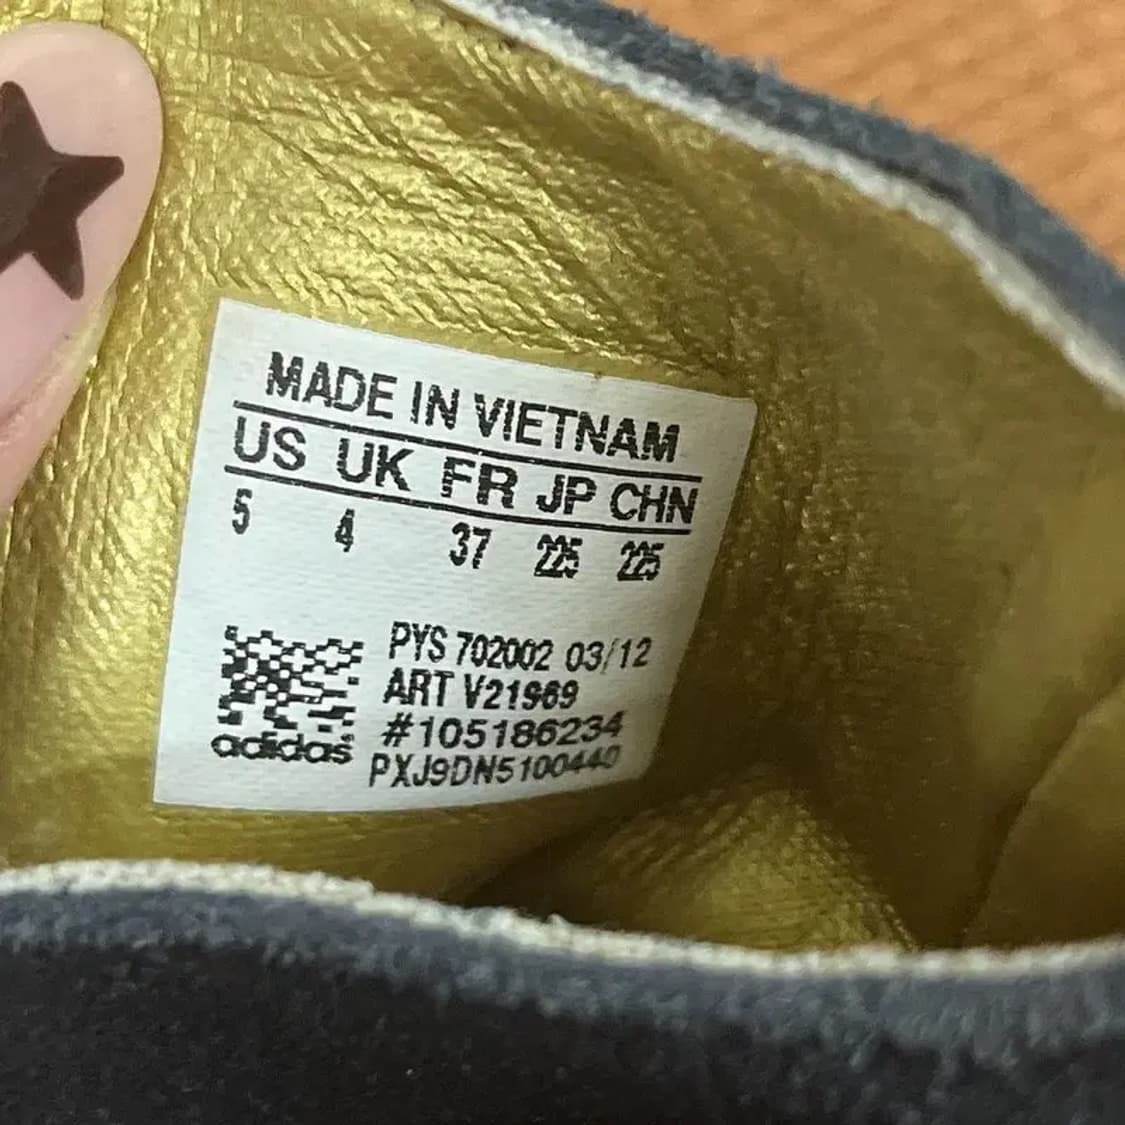 MADE IN VIETNAM
US UK FR JP CHN
5 4 37 225 225
PYS 702002 03/12
ART V21969
#105186234
PXJ9DN5100440
adidas